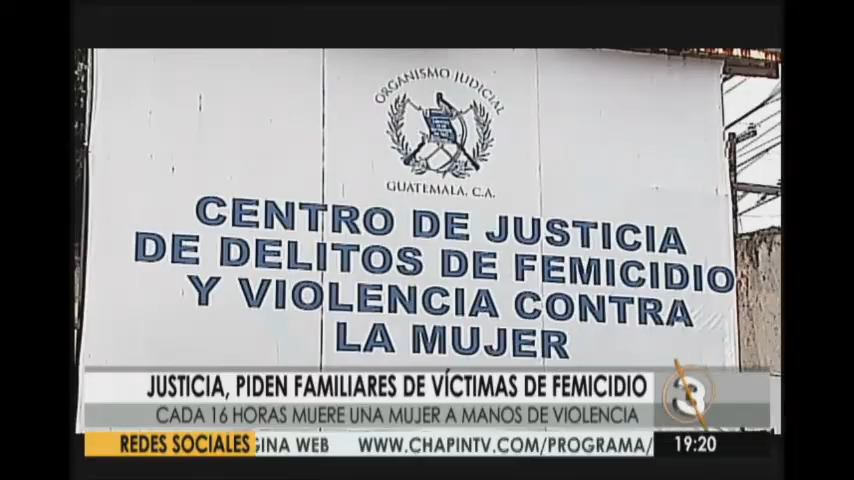 ORGANISMO JUDICIAL
GUATEMALA, C.A.
CENTRO DE JUSTICIA
DE DELITOS DE FEMICIDIO
Y VIOLENCIA CONTRA
LA MUJER
JUSTICIA, PIDEN FAMILIARES DE VÍCTIMAS DE FEMICIDIO
CADA 16 HORAS MUERE UNA MUJER A MANOS DE VIOLENCIA
3
REDES SOCIALES GINA WEB WWW.CHAPINTV.COM/PROGRAMA/ 19:20